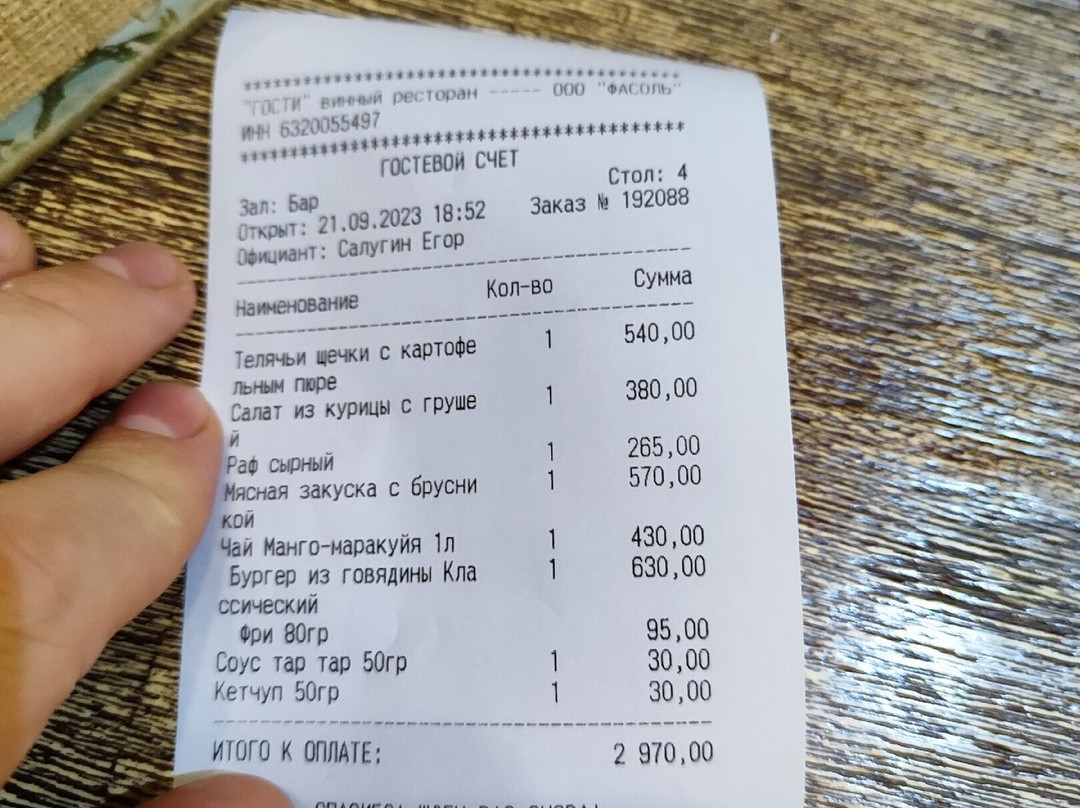 ****************************************
"ГОСТИ" винный ресторан ----- ООО "ФАСОЛЬ"
ИНН 6320055497
****************************************
ГОСТЕВОЙ СЧЕТ
Стол: 4
Зал: Бар
Заказ № 192088
Открыт: 21.09.2023 18:52
Официант: Салугин Егор
Наименование Кол-во Сумма
Телячьи щечки с картофе 1 540,00
льным пюре
Салат из курицы с груше 1 380,00
й
Раф сырный 1 265,00
Мясная закуска с брусни 1 570,00
кой
Чай Манго-маракуйя 1л 1 430,00
Бургер из говядины Кла 1 630,00
ссический
Фри 80гр 95,00
Соус тар тар 50гр 1 30,00
Кетчуп 50гр 1 30,00
ИТОГО К ОПЛАТЕ: 2 970,00